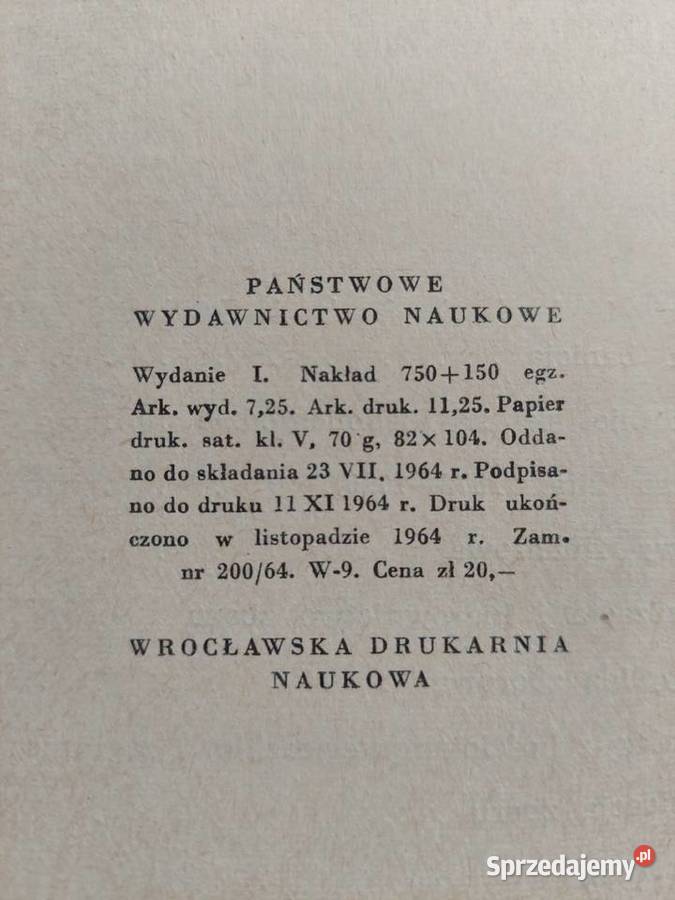 PAŃSTWOWE
WYDAWNICTWO NAUKOWE
Wydanie I. Nakład 750+150 egz.
Ark. wyd. 7,25. Ark. druk. 11,25. Papier
druk. sat. kl. V, 70 g, 82×104. Odda-
no do składania 23 VII. 1964 r. Podpisa-
no do druku 11 XI 1964 r. Druk ukoń-
czono w listopadzie 1964 r. Zam.
nr 200/64. W-9. Cena zł 20,—
WROCŁAWSKA DRUKARNIA
NAUKOWA
Sprzedajemy.pl